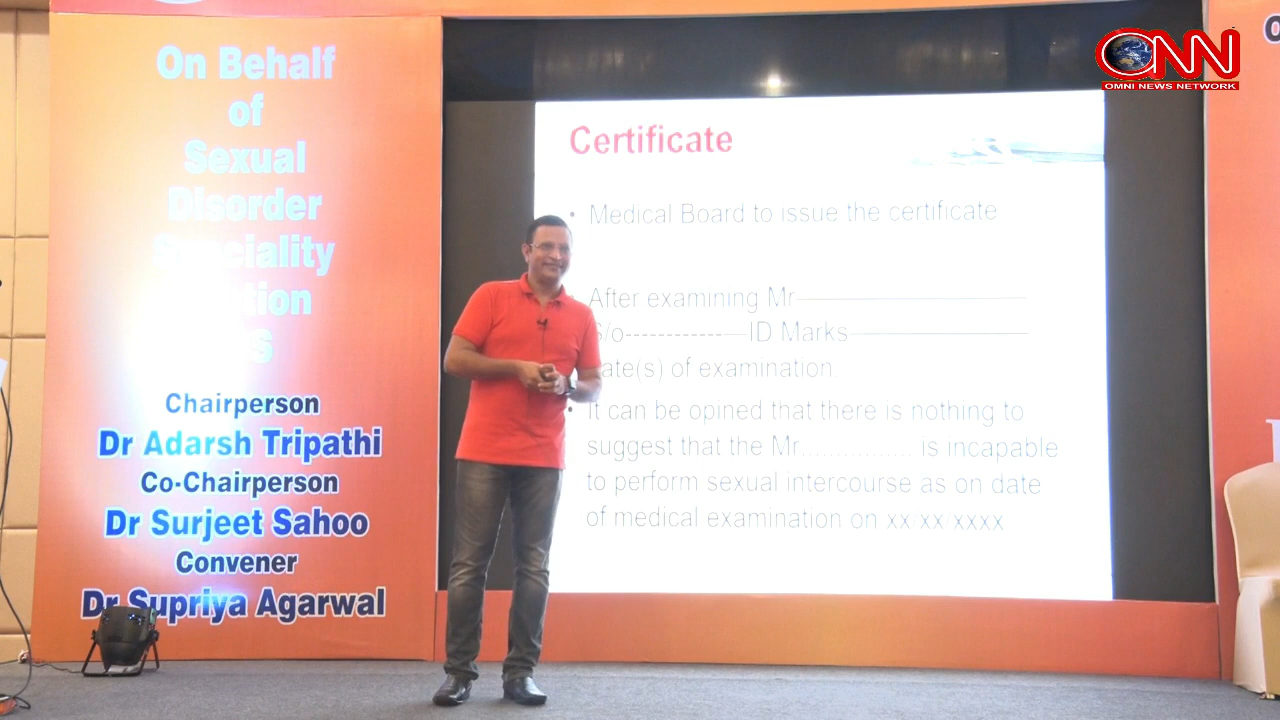 On Behalf
of
Sexual
Disorder
Chairperson
Dr Adarsh Tripathi
Co-Chairperson
Dr Surjeet Sahoo
Convener
Dr Supriya Agarwal
Certificate
• Medical Board to issue the certificate
After examining Mr——————————
S/o------------—ID Marks————————
ate(s) of examination
• It can be opined that there is nothing to
suggest that the Mr................ is incapable
to perform sexual intercourse as on date
of medical examination on xx/xx/xxxx
ONN
OMNI NEWS NETWORK